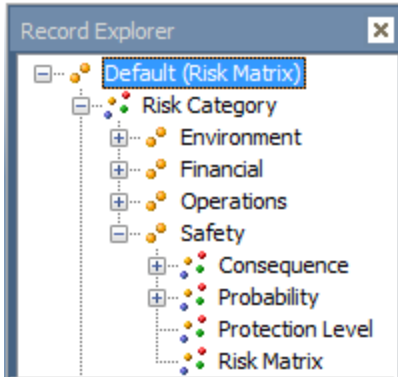 Record Explorer
Default (Risk Matrix)
Risk Category
Environment
Financial
Operations
Safety
Consequence
Probability
Protection Level
Risk Matrix